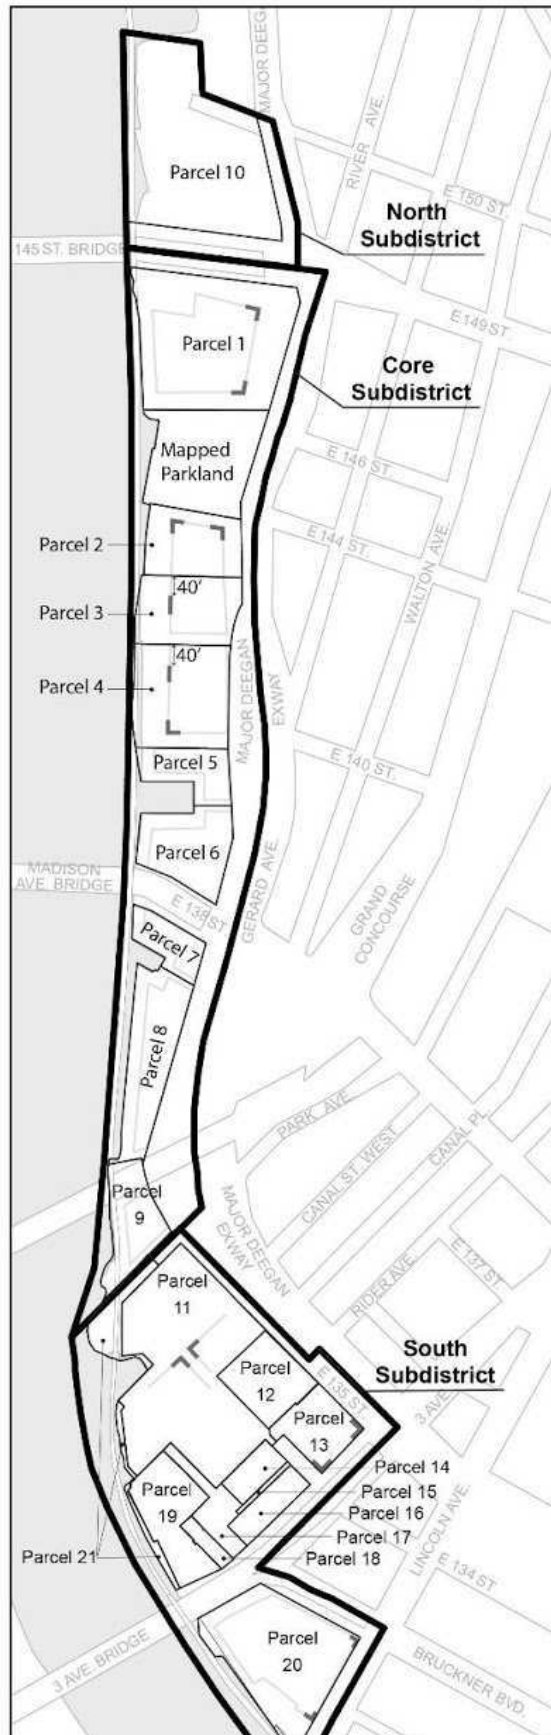 MAJOR DEEG
RIVER AVE.
Parcel 10
E 150 ST.
North
Subdistrict
145 ST. BRIDGE
E 149 ST.
Parcel 1
Core
Subdistrict
Mapped
Parkland
E 146 ST.
Parcel 2
E 144 ST.
WALTON AVE.
40'
Parcel 3
40'
Parcel 4
MAJOR DEEGAN
EXWAY
Parcel 5
E 140 ST.
Parcel 6
MADISON
AVE. BRIDGE
E 138 ST
GERARD AVE.
GRAND
CONCOURSE
Parcel 7
Parcel 8
PARK AVE.
CANAL ST. WEST
CANAL PL.
Parcel
9
MAJOR DEEGAN
EXWAY
E 137 ST
RIDER AVE.
Parcel
11
South
Subdistrict
Parcel
12
E 135 ST.
3 AVE.
Parcel
13
Parcel 14
Parcel
19
Parcel 15
Parcel 16
Parcel 17
Parcel 18
Parcel 21
LINCOLN AVE.
E 134 ST
3 AVE. BRIDGE
Parcel
20
BRUCKNER BVD.